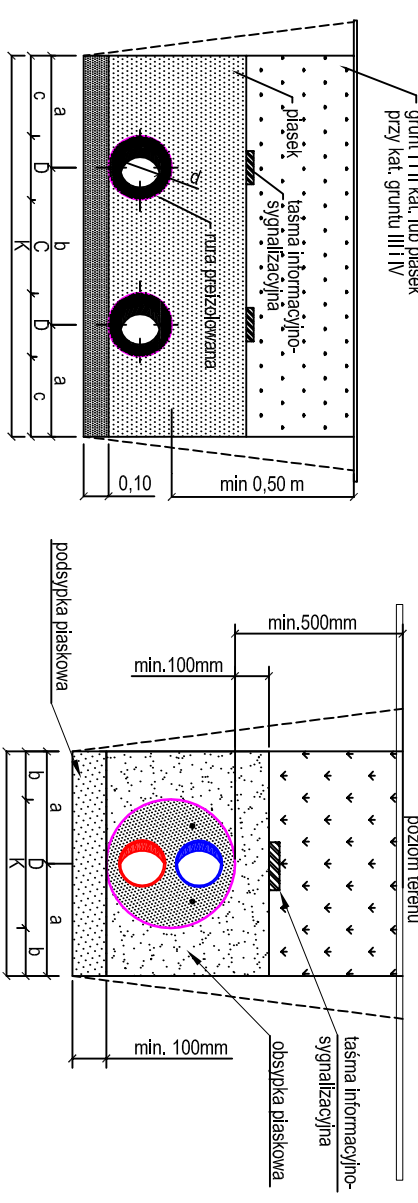 grunt I i II kat. lub piasek
przy kat. gruntu III i IV
piasek
taśma informacyjno-
sygnalizacyjna
rura preizolowana
d
a
b
a
c
D
C
D
c
K
0,10
min 0,50 m
poziom terenu
min.500mm
min.100mm
taśma informacyjno-
sygnalizacyjna
obsypka piaskowa
podsypka piaskowa
min. 100mm
a
a
b
D
b
K